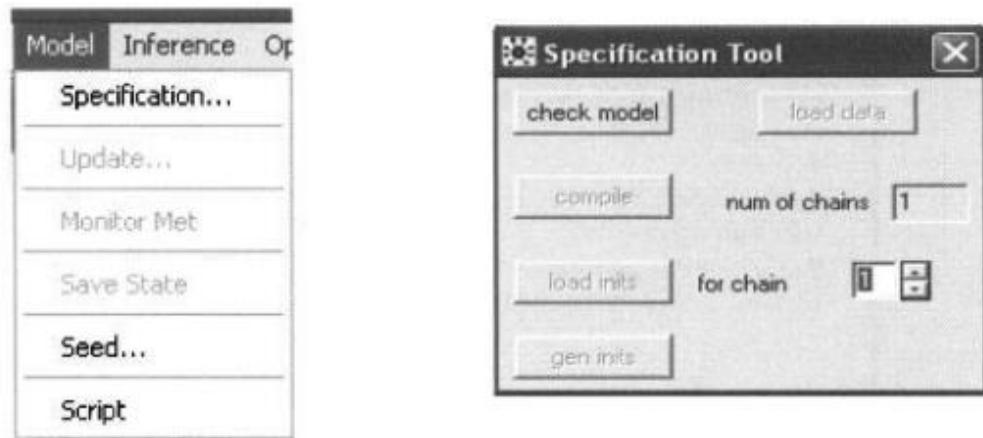 Model Inference Op
Specification...
Update...
Monitor Met
Save State
Seed...
Script
Specification Tool
check model load data
compile num of chains 1
load inits for chain 1
gen inits